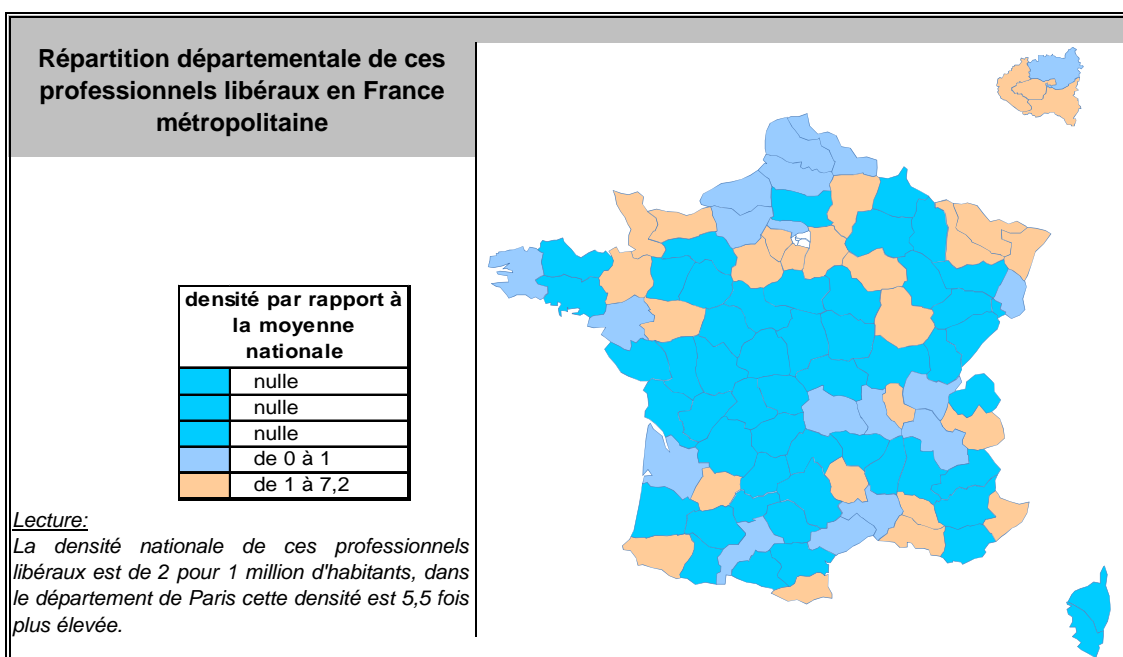 Répartition départementale de ces
professionnels libéraux en France
métropolitaine
densité par rapport à
la moyenne
nationale
nulle
nulle
nulle
de 0 à 1
de 1 à 7,2
Lecture:
La densité nationale de ces professionnels
libéraux est de 2 pour 1 million d'habitants, dans
le département de Paris cette densité est 5,5 fois
plus élevée.